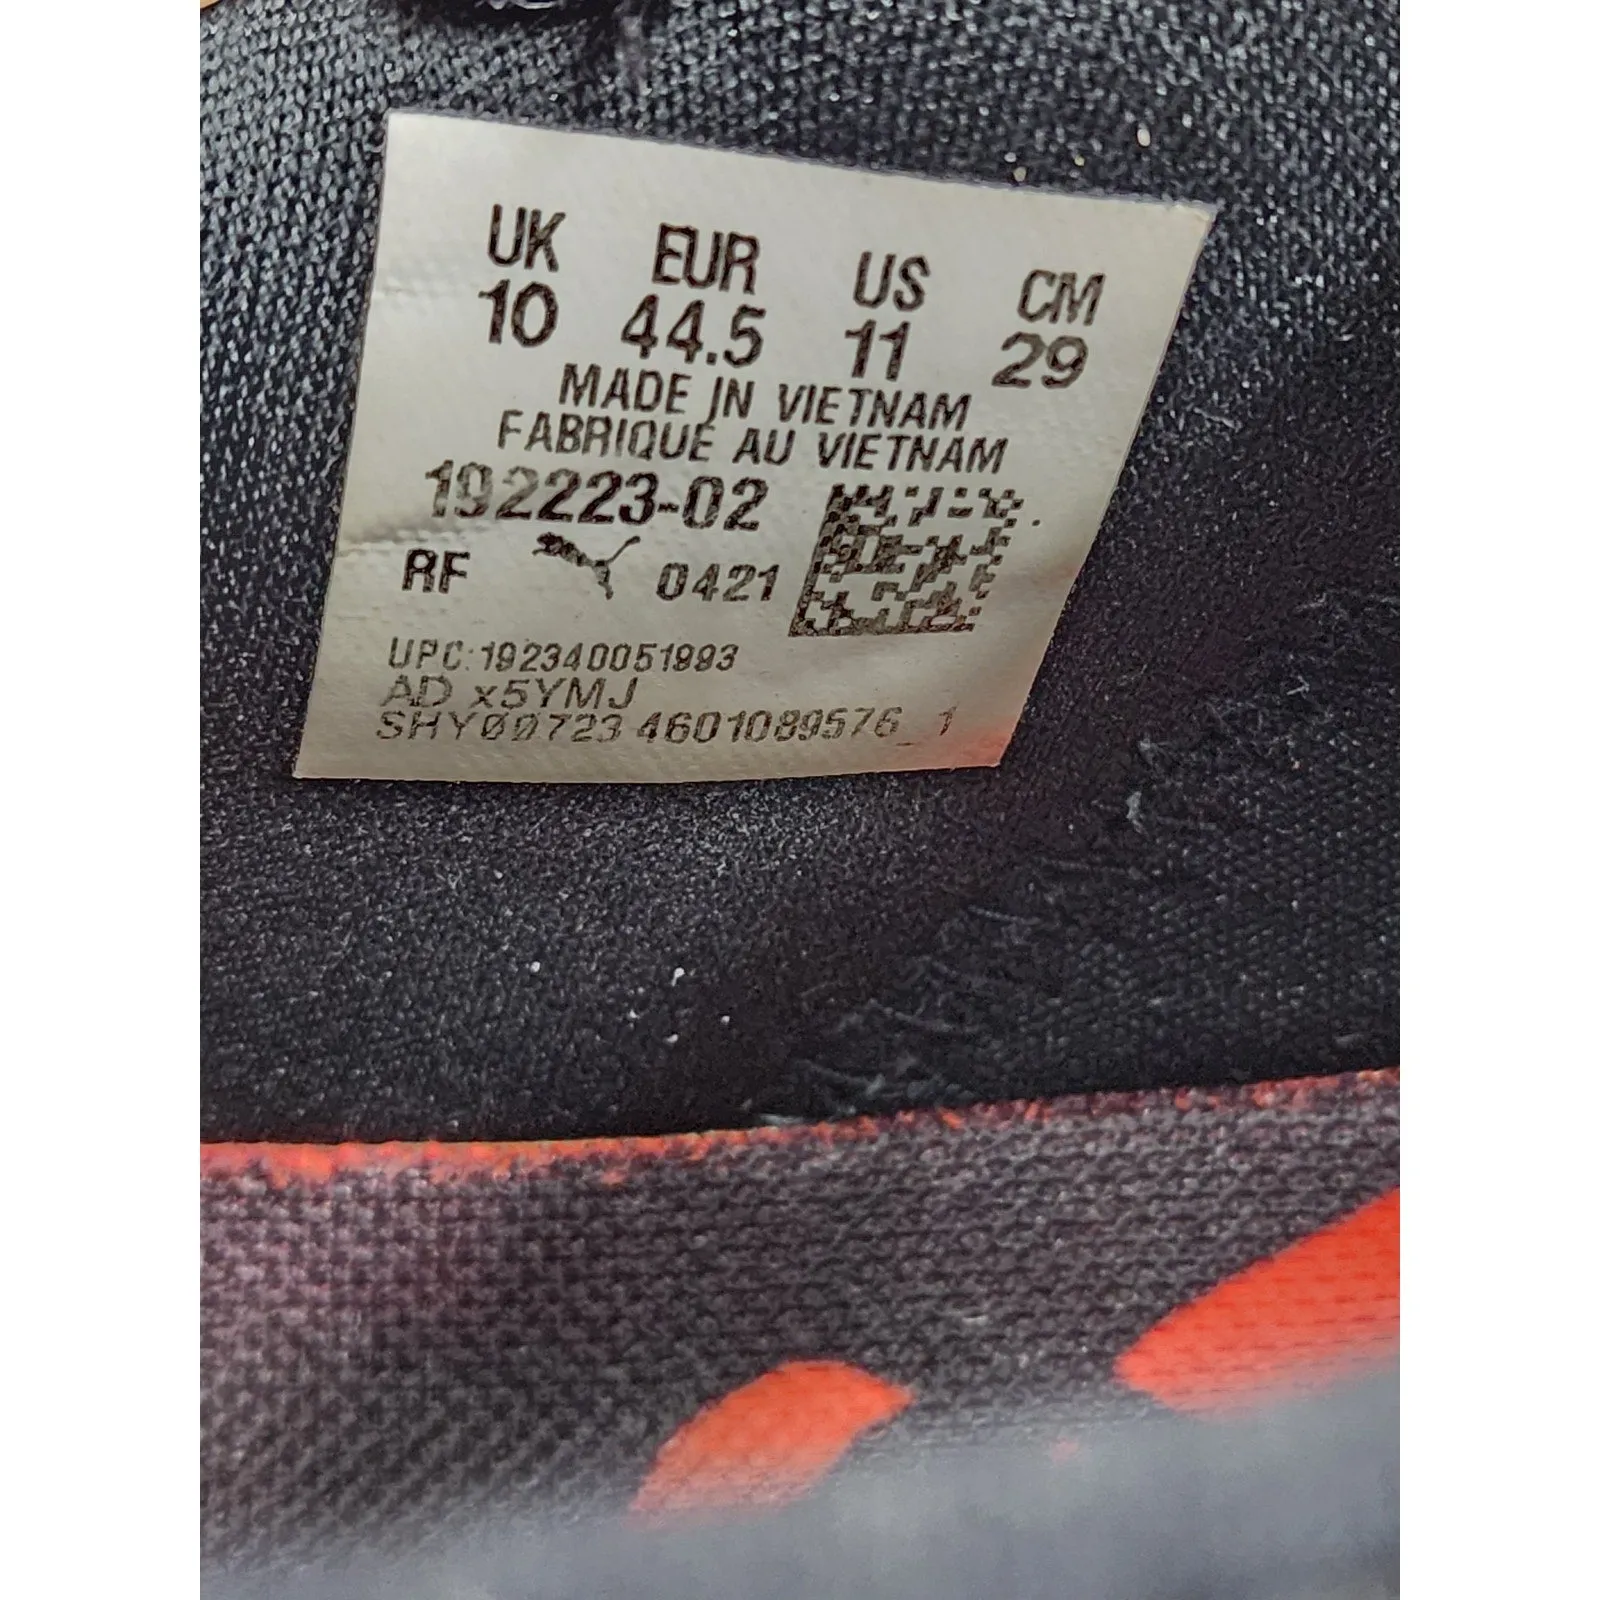 UK EUR US CM
10 44.5 11 29
MADE IN VIETNAM
FABRIQUE AU VIETNAM
192223-02
RF 0421
UPC:192340051993
AD x5YMJ
SHY00723 4601089576_1